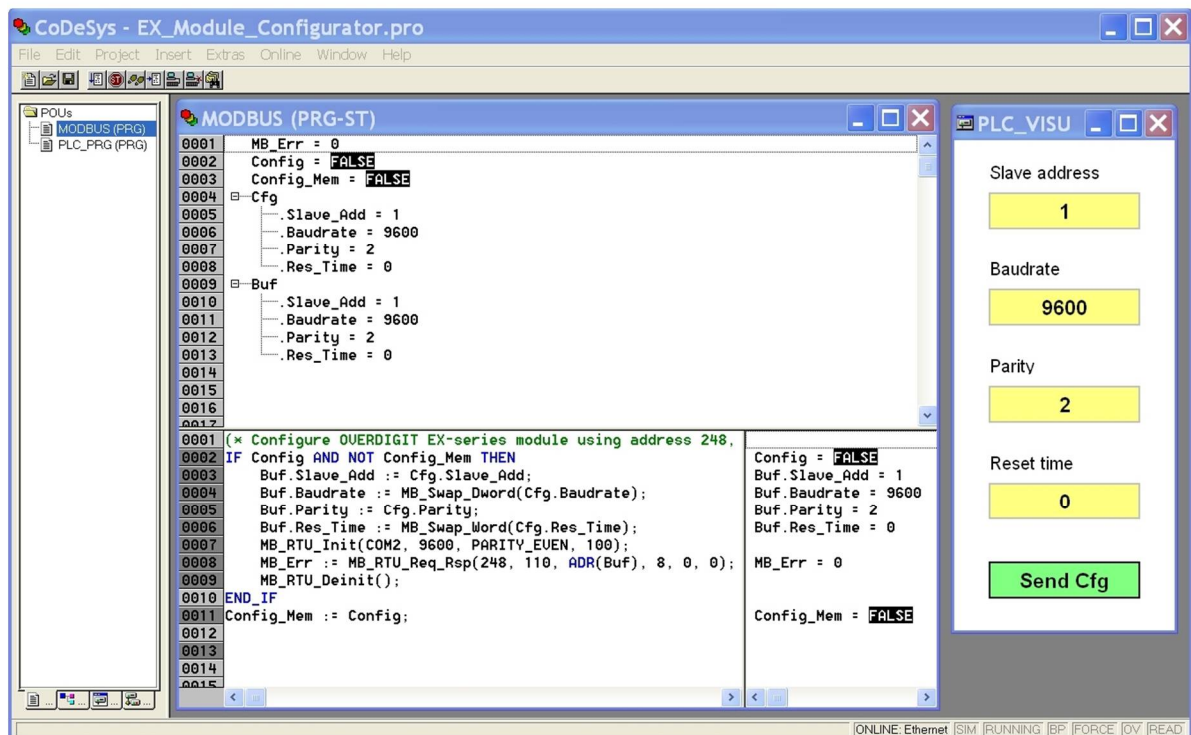 CoDeSys - EX_Module_Configurator.pro
File Edit Project Insert Extras Online Window Help
POUs
MODBUS (PRG)
PLC_PRG (PRG)
MODBUS (PRG-ST)
0001 MB_Err = 0
0002 Config = FALSE
0003 Config_Mem = FALSE
0004 Cfg
0005 .Slave_Add = 1
0006 .Baudrate = 9600
0007 .Parity = 2
0008 .Res_Time = 0
0009 Buf
0010 .Slave_Add = 1
0011 .Baudrate = 9600
0012 .Parity = 2
0013 .Res_Time = 0
0014
0015
0016
0017
0001 (* Configure OVERDIGIT EX-series module using address 248,
0002 IF Config AND NOT Config_Mem THEN Config = FALSE
0003 Buf.Slave_Add := Cfg.Slave_Add; Buf.Slave_Add = 1
0004 Buf.Baudrate := MB_Swap_Dword(Cfg.Baudrate); Buf.Baudrate = 9600
0005 Buf.Parity := Cfg.Parity; Buf.Parity = 2
0006 Buf.Res_Time := MB_Swap_Word(Cfg.Res_Time); Buf.Res_Time = 0
0007 MB_RTU_Init(COM2, 9600, PARITY_EVEN, 100);
0008 MB_Err := MB_RTU_Req_Rsp(248, 110, ADR(Buf), 8, 0, 0); MB_Err = 0
0009 MB_RTU_Deinit();
0010 END_IF
0011 Config_Mem := Config; Config_Mem = FALSE
0012
0013
0014
0015
PLC_VISU
Slave address
1
Baudrate
9600
Parity
2
Reset time
0
Send Cfg
ONLINE: Ethernet SIM RUNNING BP FORCE OV READ